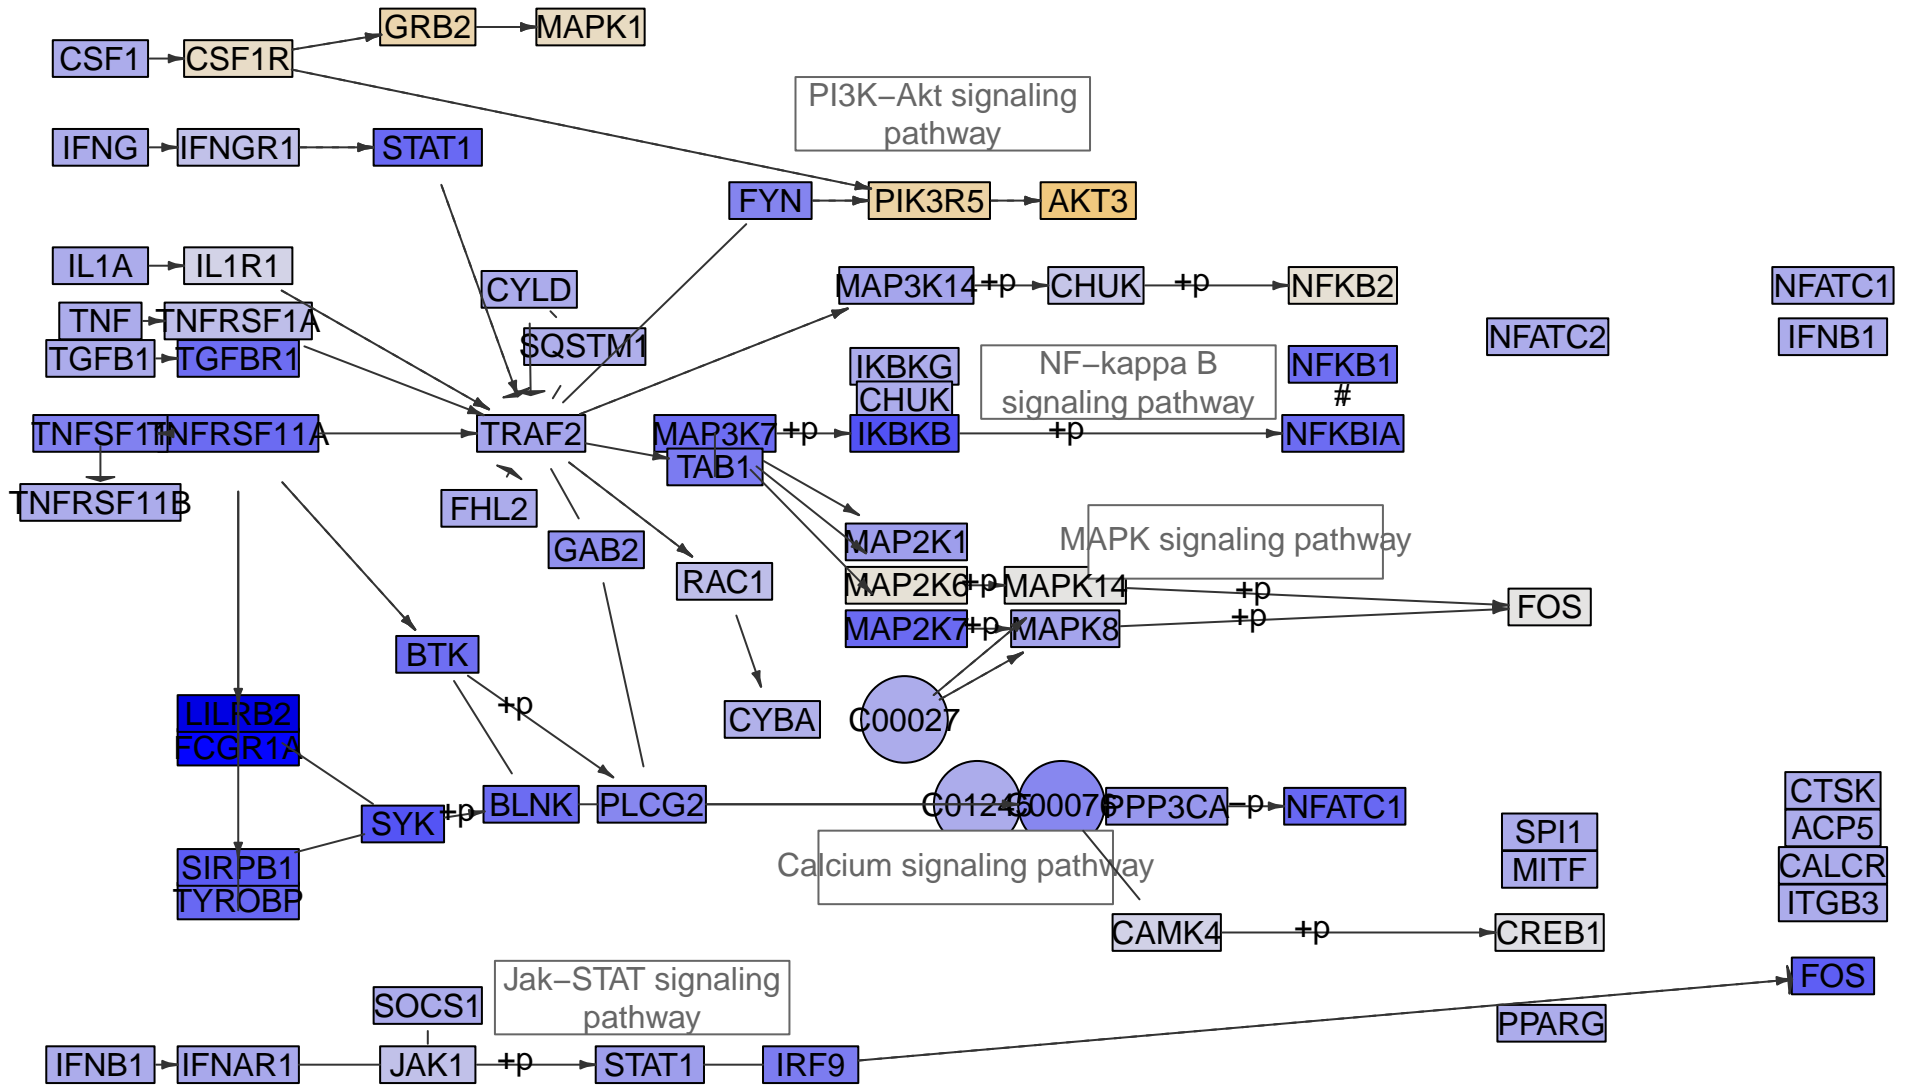 GRB2
MAPK1
CSF1
CSF1R
PI3K–Akt signaling
pathway
IFNG
IFNGR1
STAT1
FYN
PIK3R5
AKT3
IL1A
IL1R1
CYLD
MAP3K14
+p
CHUK
+p
NFKB2
NFATC1
TNF
TNFRSF1A
SQSTM1
NFATC2
IFNB1
TGFB1
TGFBR1
IKBKG
NF–kappa B
signaling pathway
NFKB1
CHUK
#
TNFSF11
TNFRSF11A
TRAF2
MAP3K7
+p
IKBKB
+p
NFKBIA
TAB1
TNFRSF11B
FHL2
GAB2
MAP2K1
MAPK signaling pathway
RAC1
MAP2K6
+p
MAPK14
+p
FOS
MAP2K7
+p
MAPK8
+p
BTK
+p
LILRB2
CYBA
C00027
FCGR1A
SYK
+p
BLNK
PLCG2
C01245
C00076
PPP3CA
–p
NFATC1
CTSK
SPI1
ACP5
SIRPB1
Calcium signaling pathway
MITF
CALCR
TYROBP
ITGB3
CAMK4
+p
CREB1
Jak–STAT signaling
pathway
FOS
SOCS1
PPARG
IFNB1
IFNAR1
JAK1
+p
STAT1
IRF9